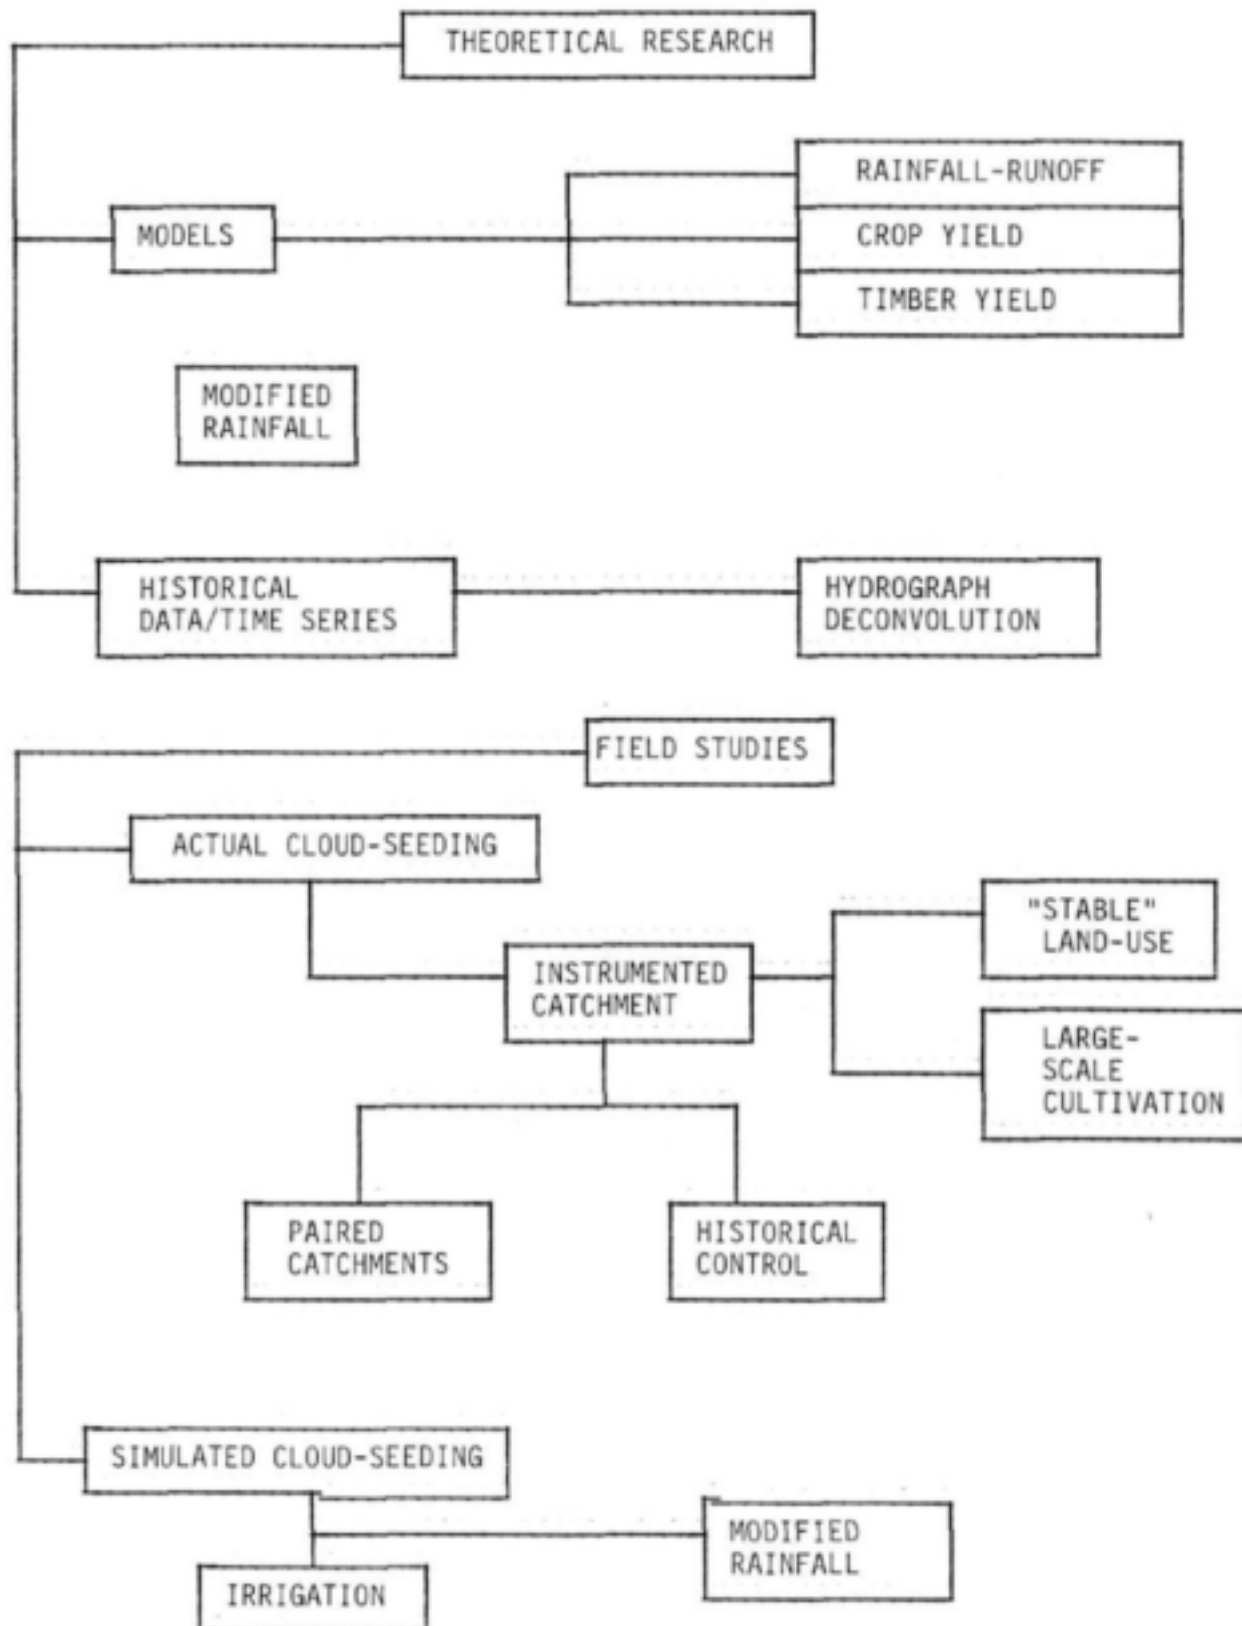 THEORETICAL RESEARCH
RAINFALL-RUNOFF
MODELS
CROP YIELD
TIMBER YIELD
MODIFIED
RAINFALL
HISTORICAL
DATA/TIME SERIES
HYDROGRAPH
DECONVOLUTION
FIELD STUDIES
ACTUAL CLOUD-SEEDING
"STABLE"
LAND-USE
INSTRUMENTED
CATCHMENT
LARGE-
SCALE
CULTIVATION
PAIRED
CATCHMENTS
HISTORICAL
CONTROL
SIMULATED CLOUD-SEEDING
MODIFIED
RAINFALL
IRRIGATION